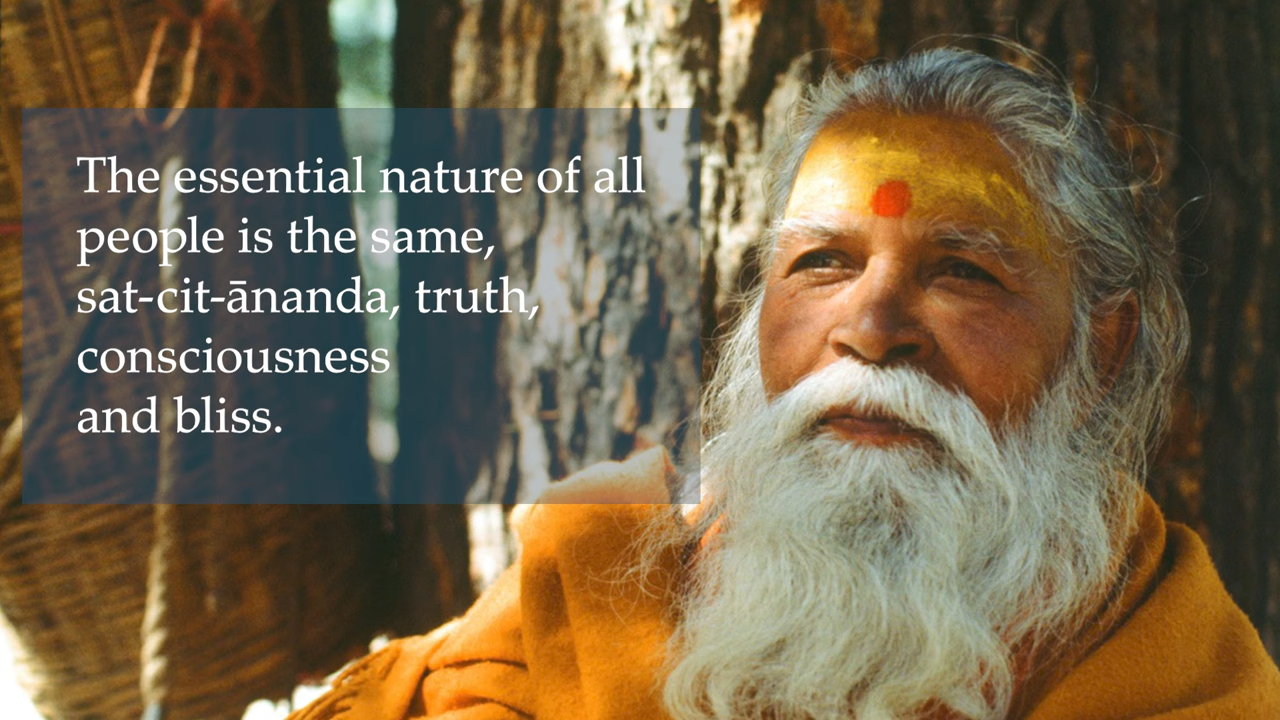 The essential nature of all
people is the same,
sat-cit-ānanda, truth,
consciousness
and bliss.